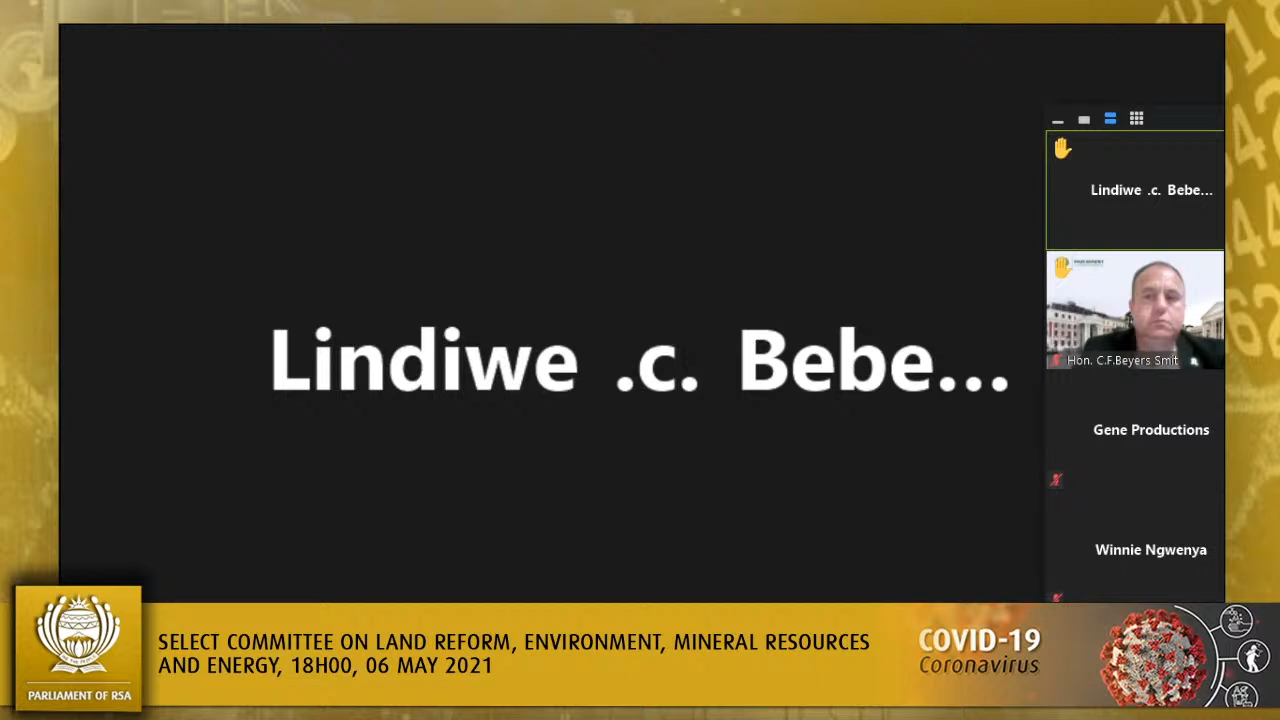 Lindiwe .c. Bebe...
Lindiwe .c. Bebe...
Hon. C.F.Beyers Smit
Gene Productions
Winnie Ngwenya
SELECT COMMITTEE ON LAND REFORM, ENVIRONMENT, MINERAL RESOURCES
AND ENERGY, 18H00, 06 MAY 2021
PARLIAMENT OF RSA
COVID-19
Coronavirus